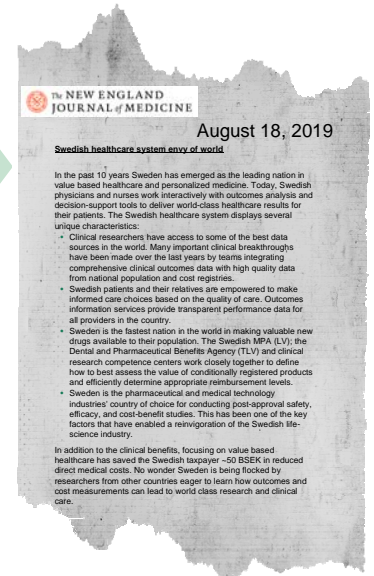 The NEW ENGLAND
JOURNAL of MEDICINE
August 18, 2019
Swedish healthcare system envy of world
In the past 10 years Sweden has emerged as the leading nation in
value based healthcare and personalized medicine. Today, Swedish
physicians and nurses work interactively with outcomes analysis and
decision-support tools to deliver world-class healthcare results for
their patients. The Swedish healthcare system displays several
unique characteristics:
• Clinical researchers have access to some of the best data
sources in the world. Many important clinical breakthroughs
have been made over the last years by teams integrating
comprehensive clinical outcomes data with high quality data
from national population and cost registries.
• Swedish patients and their relatives are empowered to make
informed care choices based on the quality of care. Outcomes
information services provide transparent performance data for
all providers in the country.
• Sweden is the fastest nation in the world in making valuable new
drugs available to their population. The Swedish MPA (LV); the
Dental and Pharmaceutical Benefits Agency (TLV) and clinical
research competence centers work closely together to define
how to best assess the value of conditionally registered products
and efficiently determine appropriate reimbursement levels.
• Sweden is the pharmaceutical and medical technology
industries' country of choice for conducting post-approval safety,
efficacy, and cost-benefit studies. This has been one of the key
factors that have enabled a reinvigoration of the Swedish life-
science industry.
In addition to the clinical benefits, focusing on value based
healthcare has saved the Swedish taxpayer ~50 BSEK in reduced
direct medical costs. No wonder Sweden is being flocked by
researchers from other countries eager to learn how outcomes and
cost measurements can lead to world class research and clinical
care.